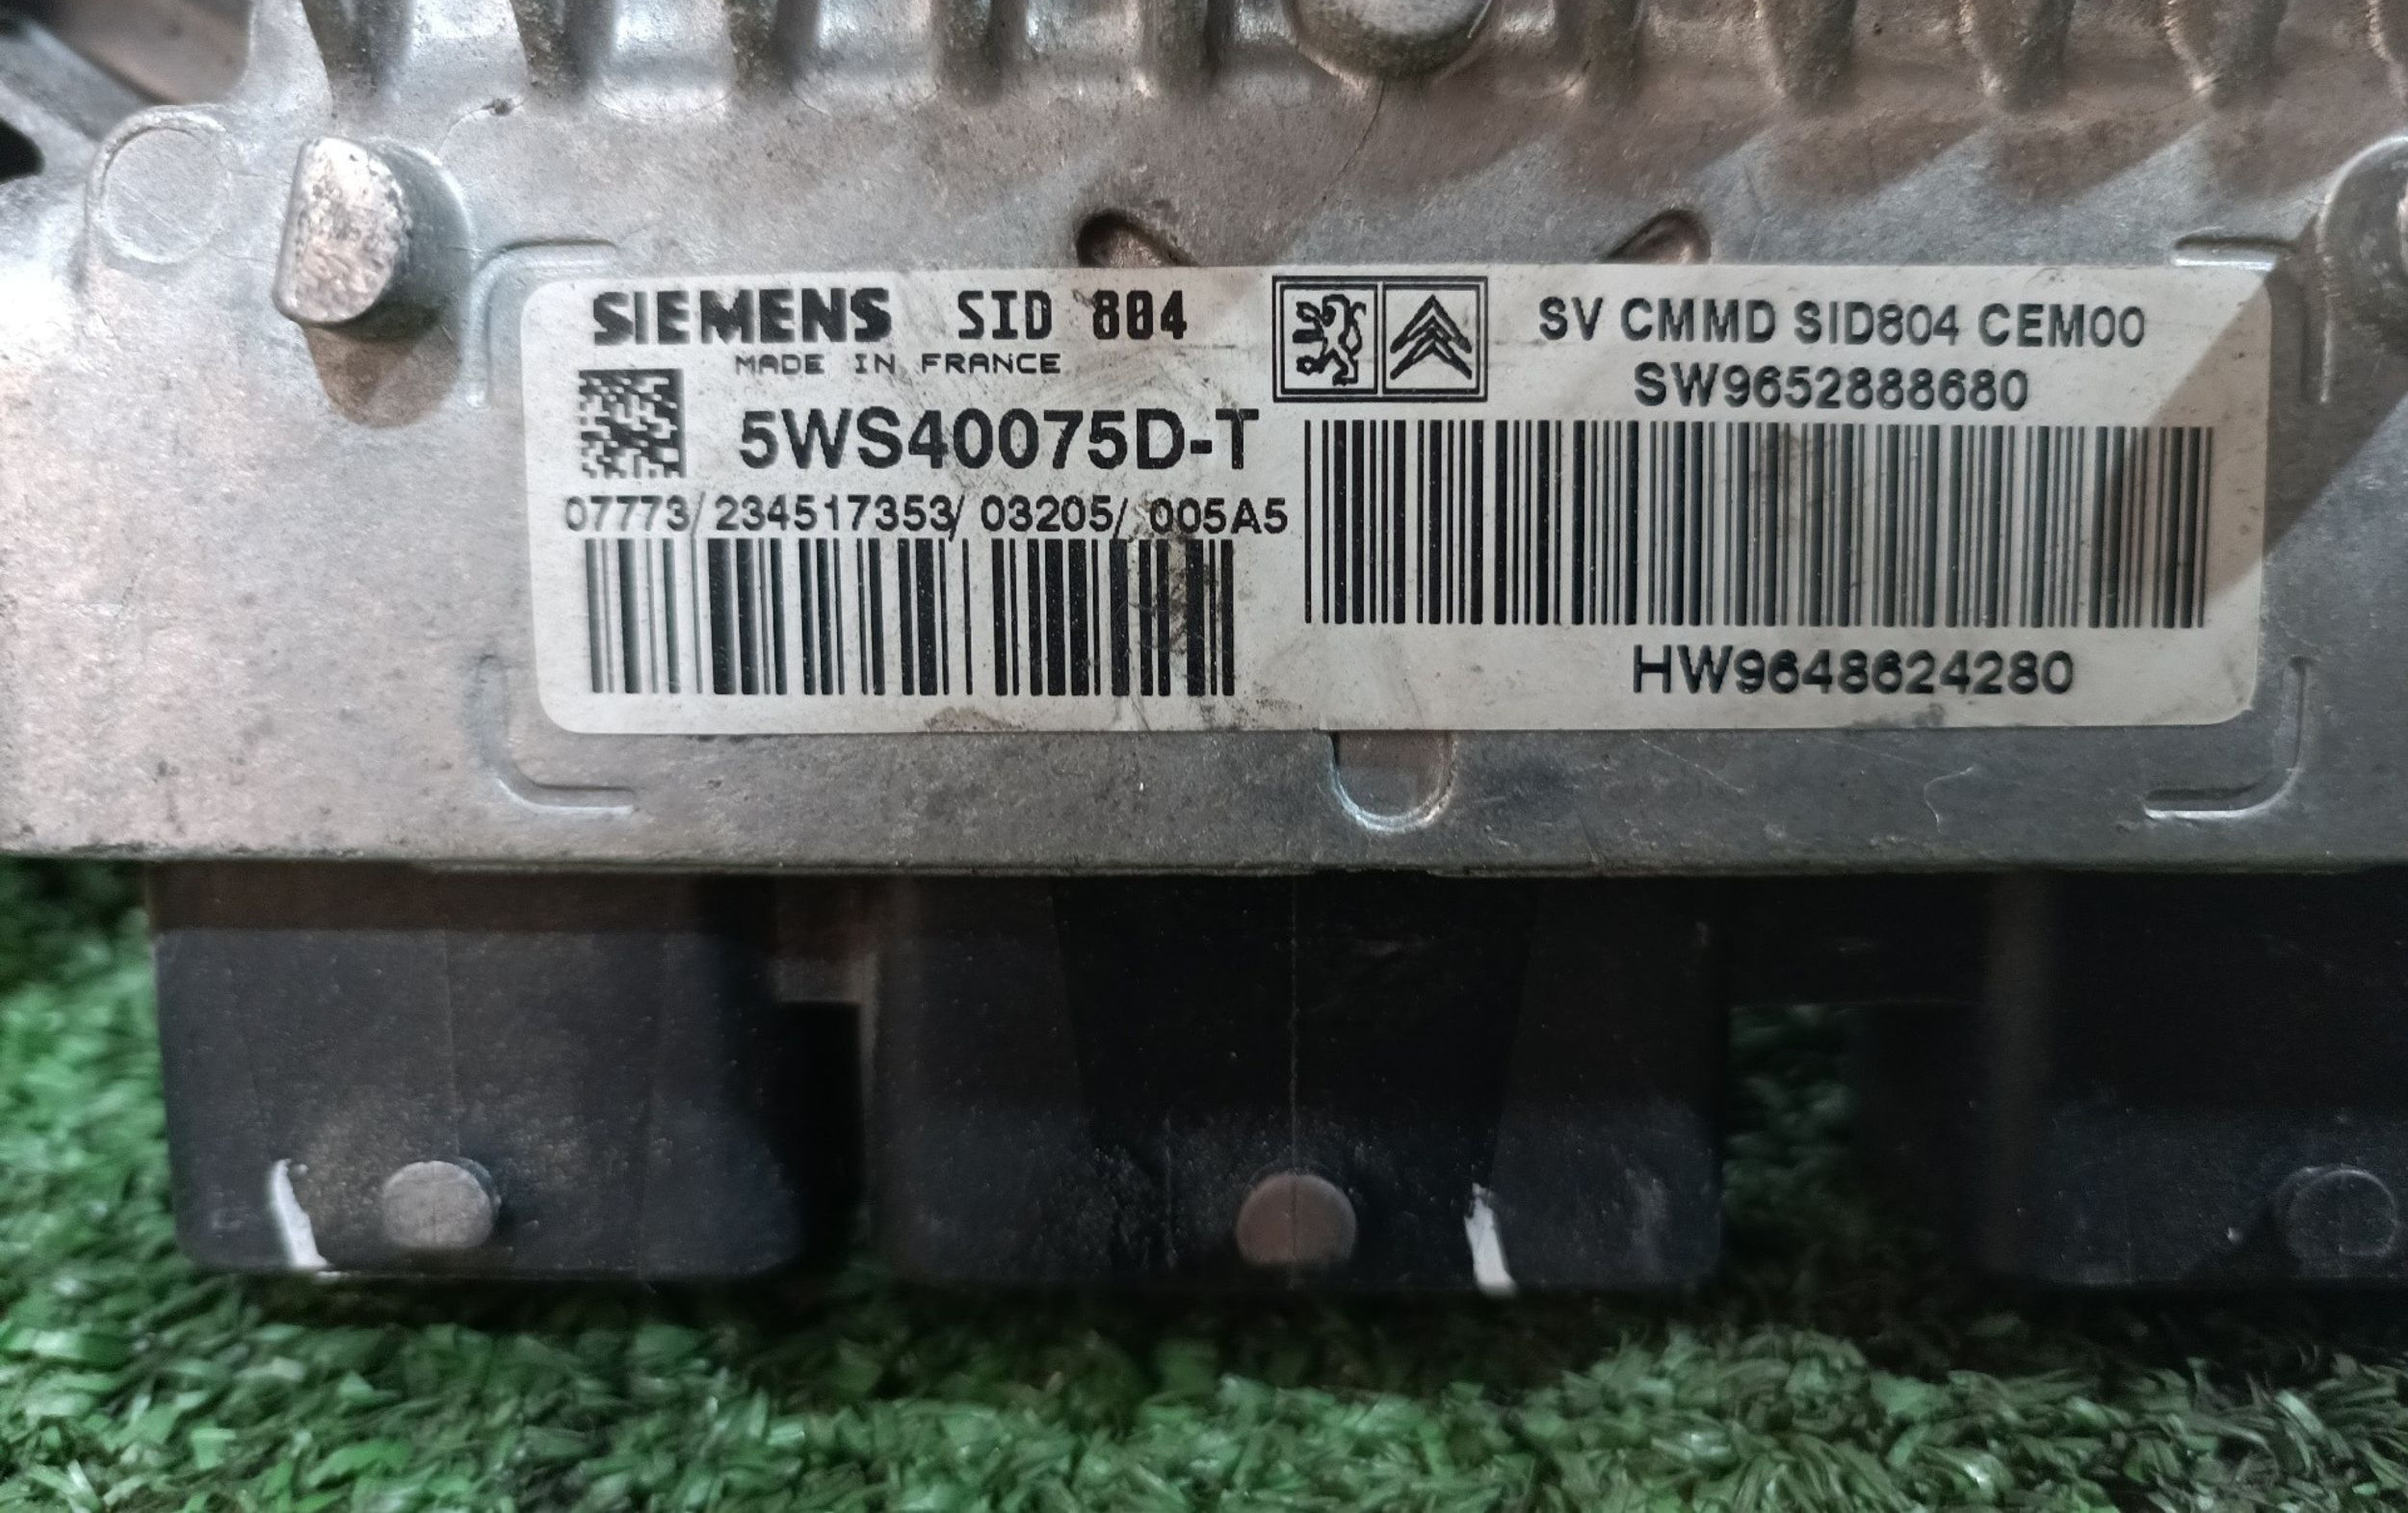 SIEMENS SID 804
MADE IN FRANCE
5WS40075D-T
07773/234517353/03205/ 005A5
SV CMMD SID804 CEM00
SW9652888680
HW9648624280